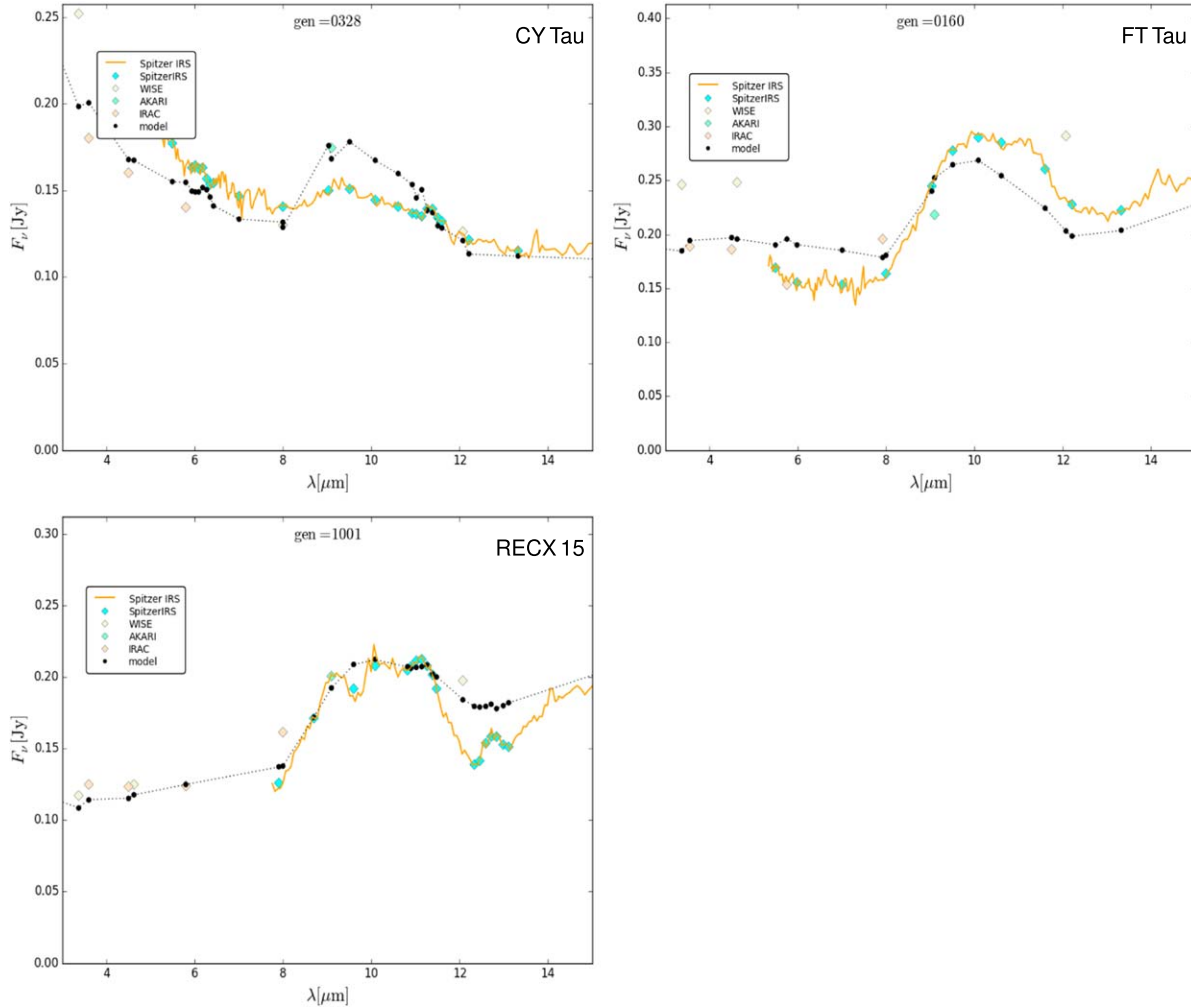 gen = 0328
CY Tau
Spitzer IRS
SpitzerIRS
WISE
AKARI
IRAC
model
0.25
0.20
0.15
0.10
0.05
0.00
Fν [Jy]
4 6 8 10 12 14
λ[μm]
gen = 0160
FT Tau
Spitzer IRS
SpitzerIRS
WISE
AKARI
IRAC
model
0.40
0.35
0.30
0.25
0.20
0.15
0.10
0.05
0.00
Fν [Jy]
4 6 8 10 12 14
λ[μm]
gen = 1001
RECX 15
Spitzer IRS
SpitzerIRS
WISE
AKARI
IRAC
model
0.30
0.25
0.20
0.15
0.10
0.05
0.00
Fν [Jy]
4 6 8 10 12 14
λ[μm]